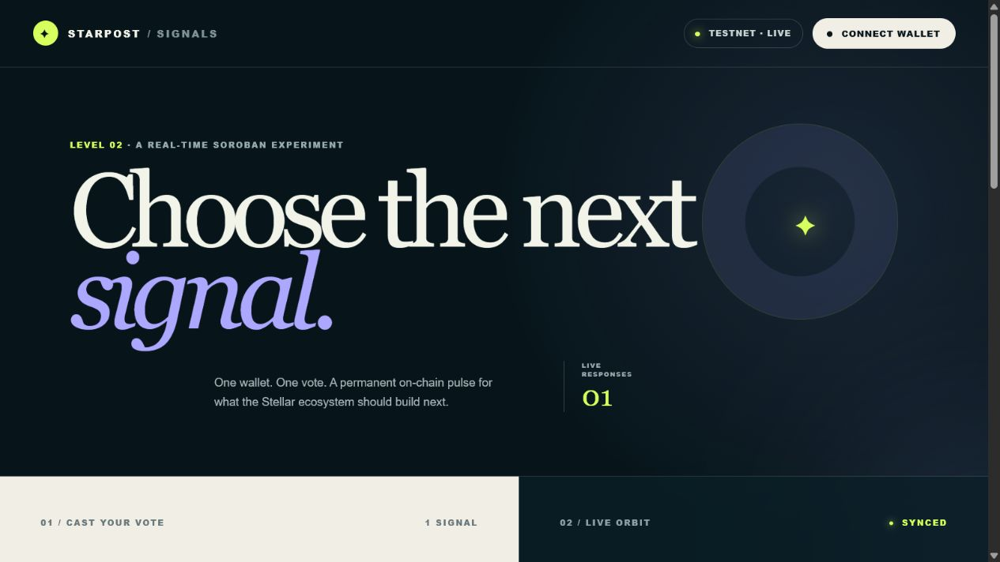 STARPOST / SIGNALS
TESTNET · LIVE
CONNECT WALLET
LEVEL 02 · A REAL-TIME SOROBAN EXPERIMENT
Choose the next
signal.
One wallet. One vote. A permanent on-chain pulse for
what the Stellar ecosystem should build next.
LIVE
RESPONSES
01
01 / CAST YOUR VOTE
1 SIGNAL
02 / LIVE ORBIT
SYNCED